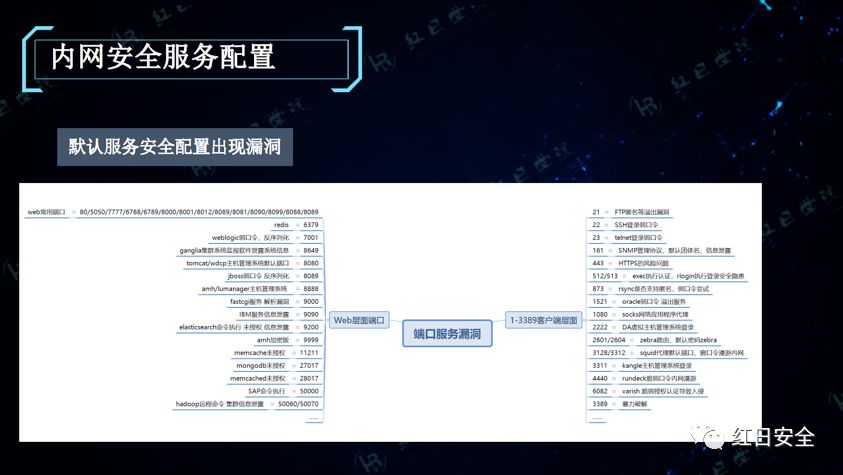 内网安全服务配置
默认服务安全配置出现漏洞
web常用端口 80/5050/7777/6788/6789/8000/8001/8012/8089/8081/8090/8099/8088/8089
redis 6379
weblogic弱口令，反序列化 7001
ganglia集群系统监视软件泄露系统信息 8649
tomcat/wdcp主机管理系统默认端口 8080
jboss弱口令 反序列化 8089
amh/lumanager主机管理系统 8888
fastcgi服务 解析漏洞 9000
IBM服务信息泄露 9090
elasticsearch命令执行 未授权 信息泄露 9200
amh加密版 9999
memcache未授权 11211
mongodb未授权 27017
memcached未授权 28017
SAP命令执行 50000
hadoop远程命令 集群信息泄露 50060/50070
......
Web层面端口
端口服务漏洞
1-3389客户端层面
21 FTP匿名等溢出漏洞
22 SSH登录弱口令
23 telnet登录弱口令
161 SNMP管理协议，默认团体名，信息泄露
443 HTTPS的风险问题
512/513 exec执行认证，rlogin执行登录安全隐患
873 rsync是否支持匿名，弱口令尝试
1521 oracle弱口令 溢出服务
1080 socks网络应用程序代理
2222 DA虚拟主机管理系统登录
2601/2604 zebra路由，默认密码zebra
3128/3312 squid代理默认端口，窗口令漫游内网
3311 kangle主机管理系统登录
4440 rundeck脆弱口令内网漫游
6082 varish 脆弱授权认证导致入侵
3389 暴力破解
......
红日安全
红日学院